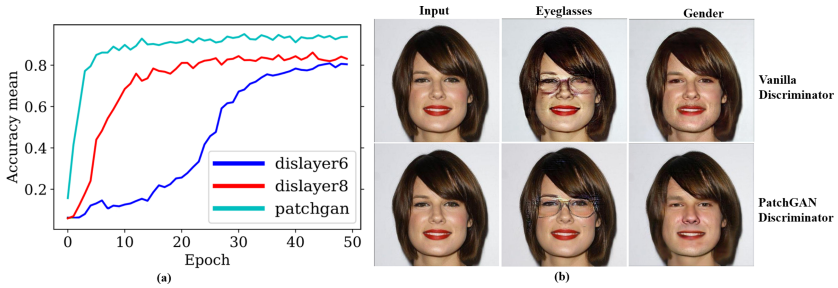 0.8
0.6
0.4
0.2
Accuracy mean
0
10
20
30
40
50
Epoch
dislayer6
dislayer8
patchgan
(a)
Input
Eyeglasses
Gender
Vanilla
Discriminator
PatchGAN
Discriminator
(b)